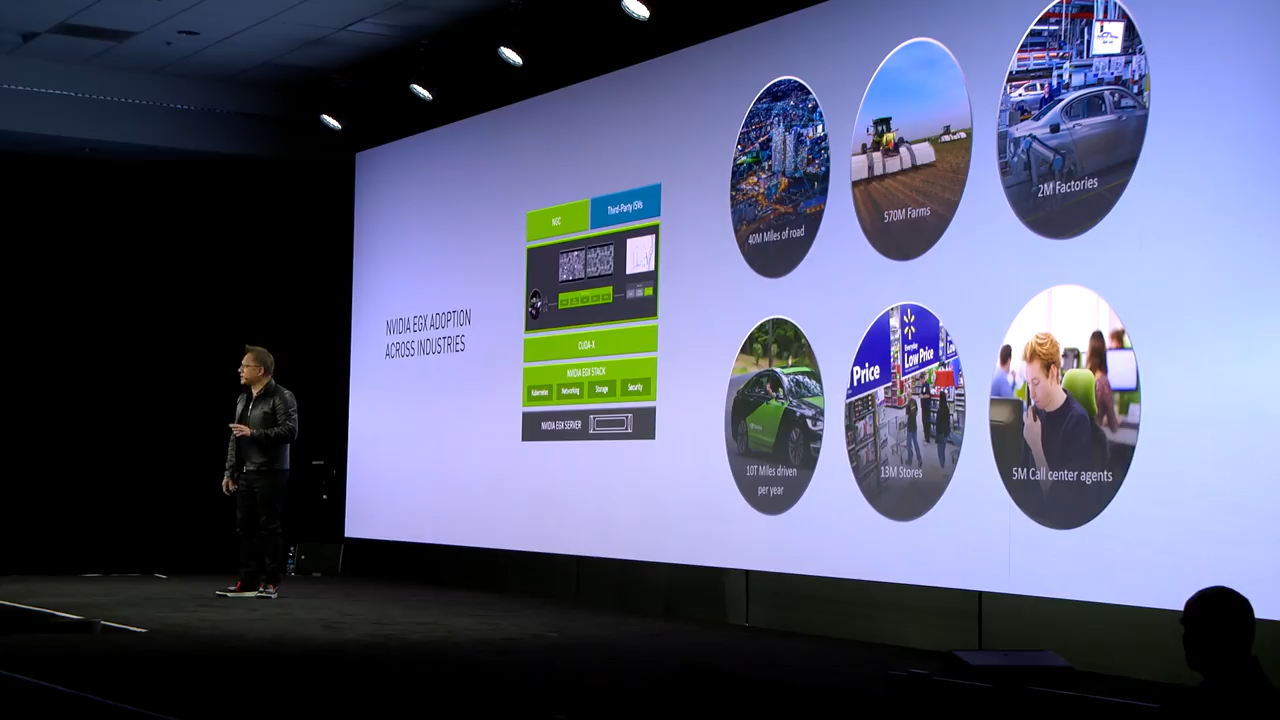 NVIDIA EGX ADOPTION
ACROSS INDUSTRIES
NGC
Third-Party ISVs
CUDA-X
NVIDIA EGX STACK
Kubernetes
Networking
Storage
Security
NVIDIA EGX SERVER
40M Miles of road
570M Farms
2M Factories
10T Miles driven
per year
Price
Everyday
Low Price
13M Stores
5M Call center agents